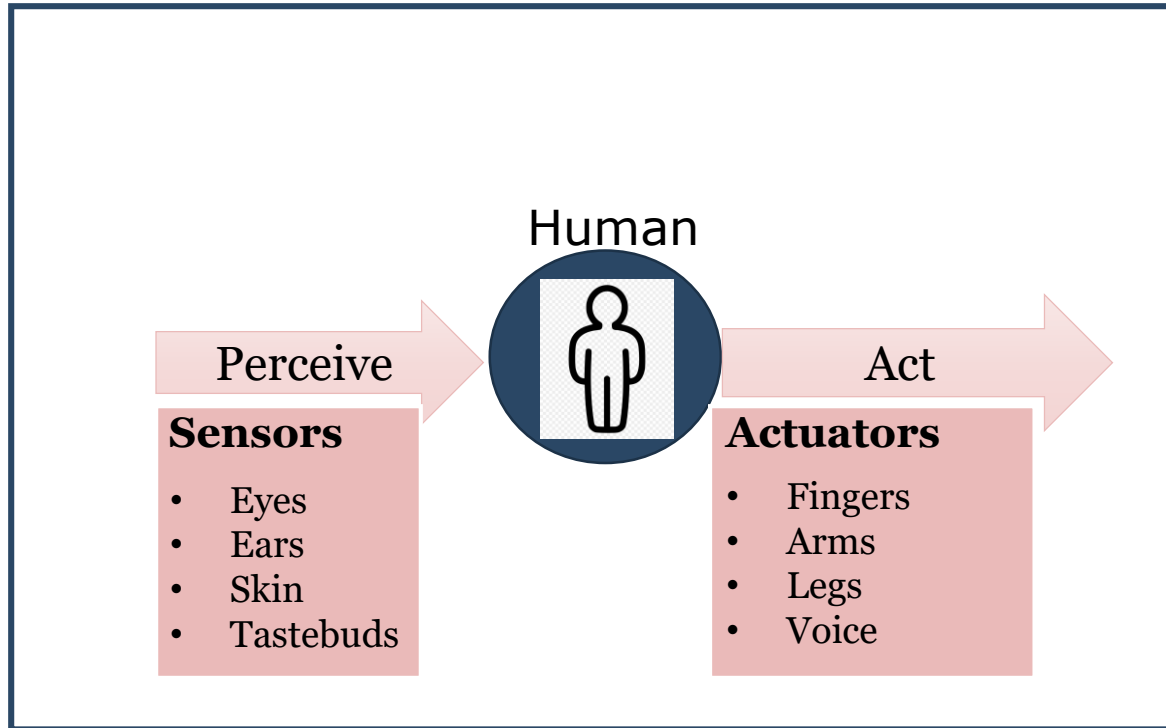 Human
Perceive
Act
Sensors
• Eyes
• Ears
• Skin
• Tastebuds
Actuators
• Fingers
• Arms
• Legs
• Voice